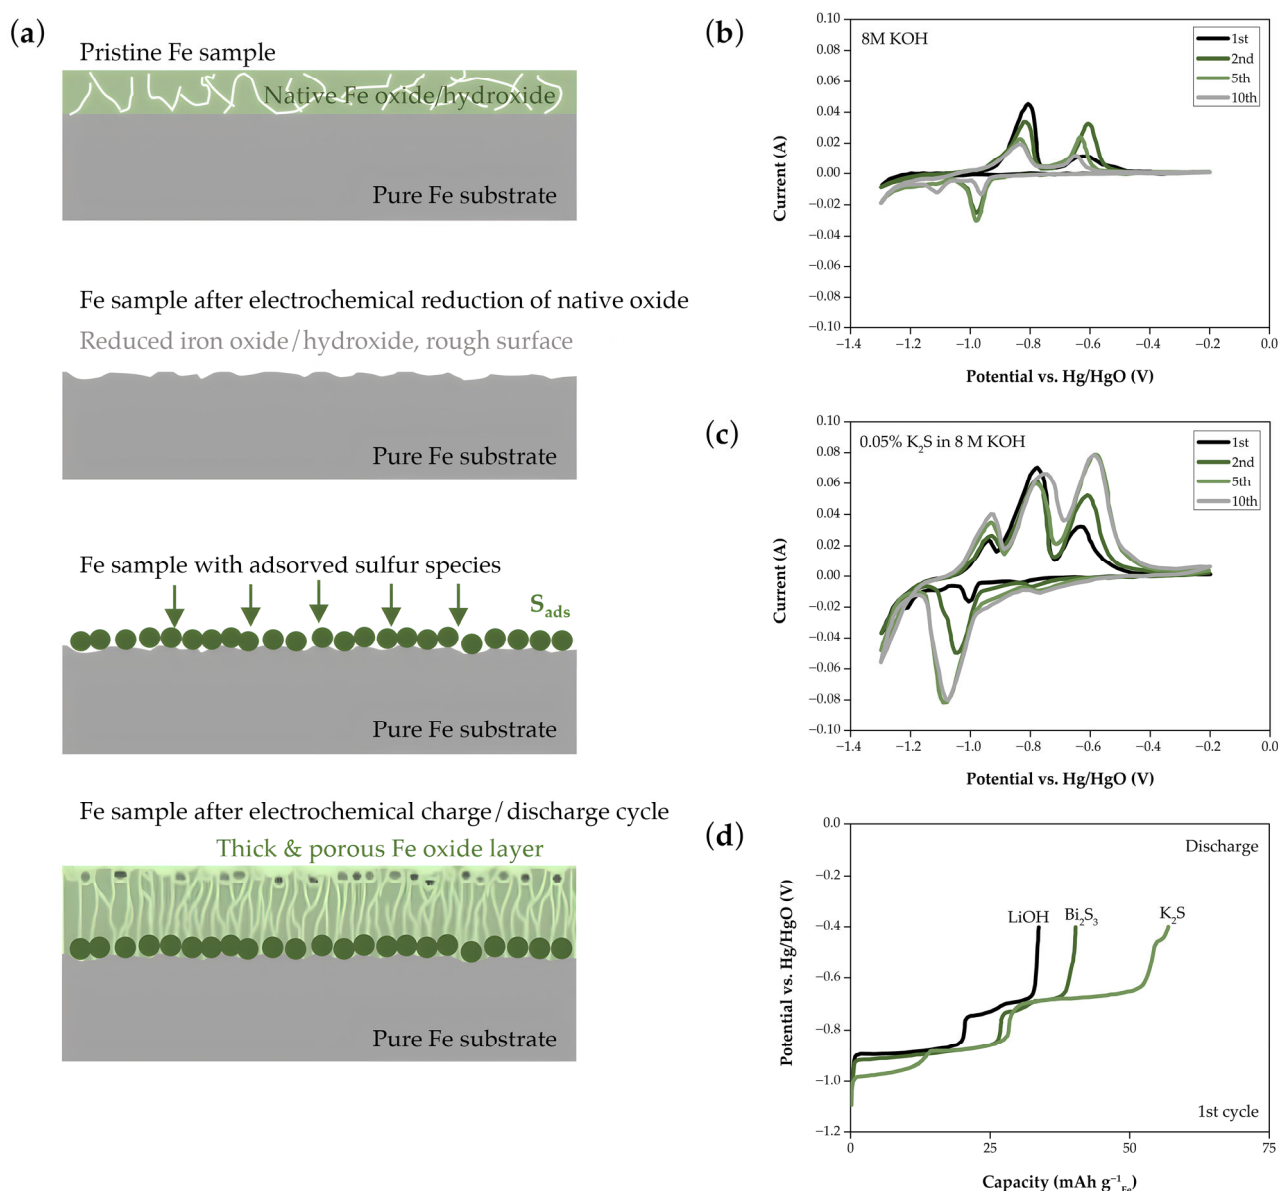 (a)
Pristine Fe sample
Native Fe oxide/hydroxide
Pure Fe substrate
Fe sample after electrochemical reduction of native oxide
Reduced iron oxide/hydroxide, rough surface
Pure Fe substrate
Fe sample with adsorved sulfur species
S_ads
Pure Fe substrate
Fe sample after electrochemical charge/discharge cycle
Thick & porous Fe oxide layer
Pure Fe substrate
(b)
8M KOH
1st
2nd
5th
10th
0.10
0.08
0.06
0.04
0.02
0.00
−0.02
−0.04
−0.06
−0.08
−0.10
Current (A)
−1.4 −1.2 −1.0 −0.8 −0.6 −0.4 −0.2 0.0
Potential vs. Hg/HgO (V)
(c)
0.05% K₂S in 8 M KOH
1st
2nd
5th
10th
0.10
0.08
0.06
0.04
0.02
0.00
−0.02
−0.04
−0.06
−0.08
−0.10
Current (A)
−1.4 −1.2 −1.0 −0.8 −0.6 −0.4 −0.2 0.0
Potential vs. Hg/HgO (V)
(d)
Discharge
LiOH Bi₂S₃ K₂S
1st cycle
0.0
−0.2
−0.4
−0.6
−0.8
−1.0
−1.2
Potential vs. Hg/HgO (V)
0 25 50 75
Capacity (mAh g⁻¹_Fe)